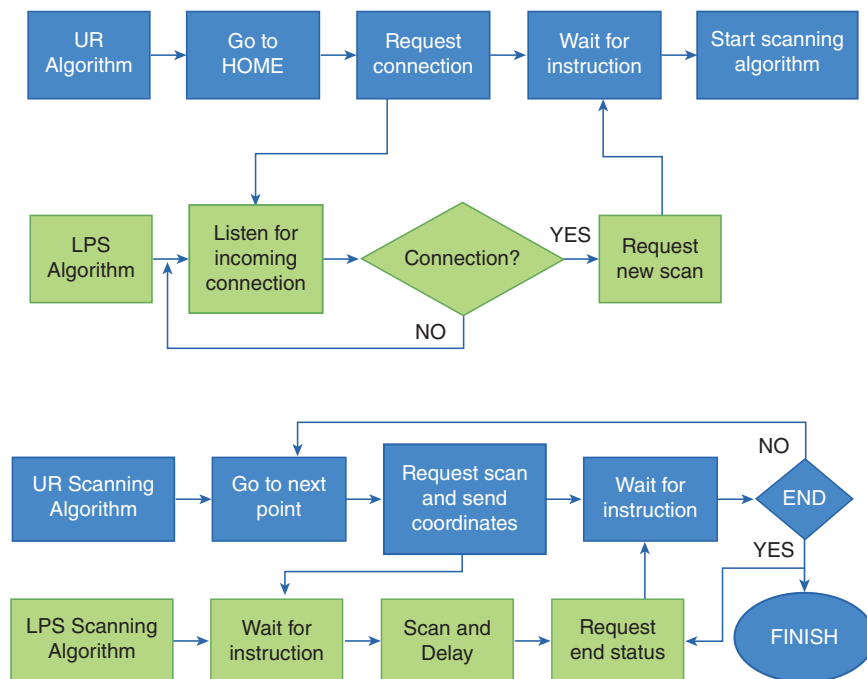 UR
Algorithm
Go to
HOME
Request
connection
Wait for
instruction
Start scanning
algorithm
LPS
Algorithm
Listen for
incoming
connection
Connection?
YES
Request
new scan
NO
UR Scanning
Algorithm
Go to next
point
Request scan
and send
coordinates
Wait for
instruction
NO
END
YES
LPS Scanning
Algorithm
Wait for
instruction
Scan and
Delay
Request
end status
FINISH